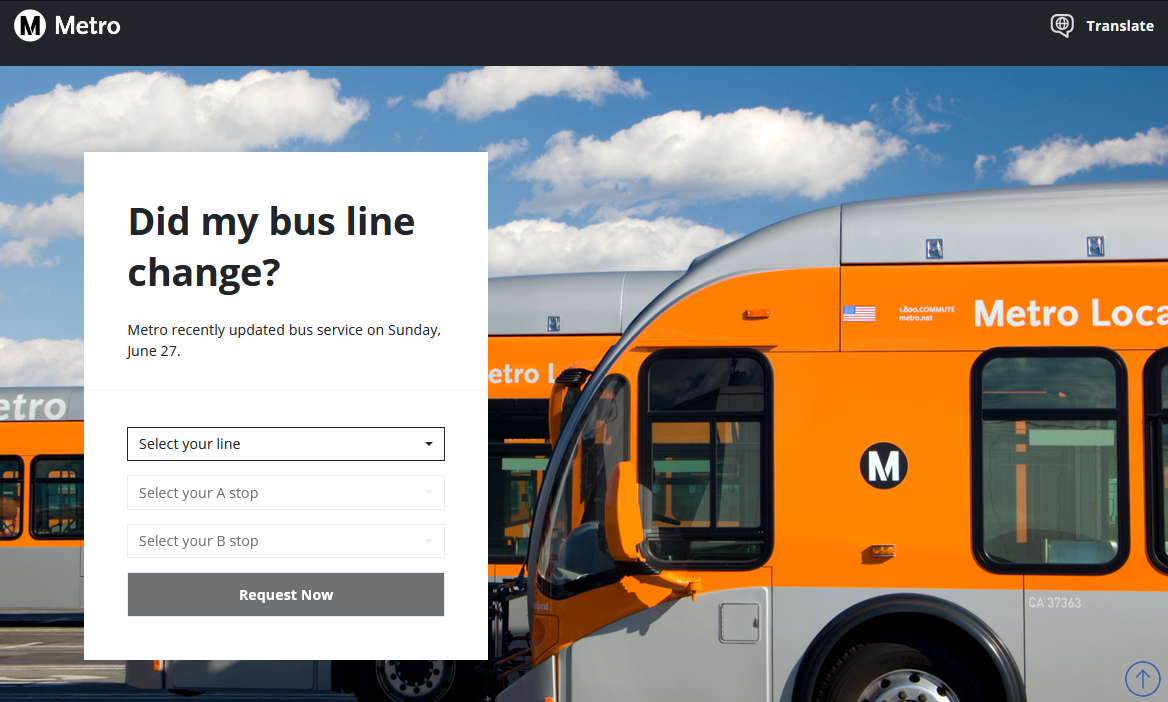 M Metro
Translate
Did my bus line
change?
Metro recently updated bus service on Sunday,
June 27.
Select your line
Select your A stop
Select your B stop
Request Now
etro
etro L
1.800.COMMUTE
metro.net
Metro Loca
M
CA 37363